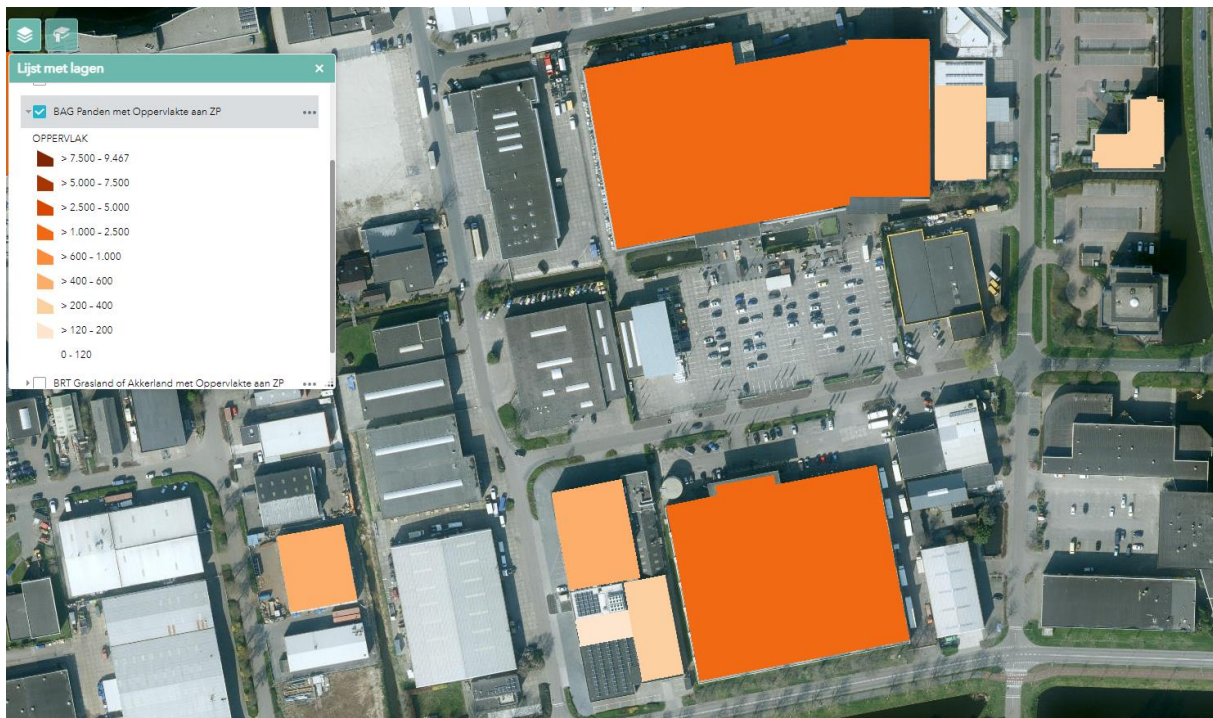 Lijst met lagen ×
BAG Panden met Oppervlakte aan ZP
OPPERVLAK
> 7.500 - 9.467
> 5.000 - 7.500
> 2.500 - 5.000
> 1.000 - 2.500
> 600 - 1.000
> 400 - 600
> 200 - 400
> 120 - 200
0 - 120
BRT Grasland of Akkerland met Oppervlakte aan ZP